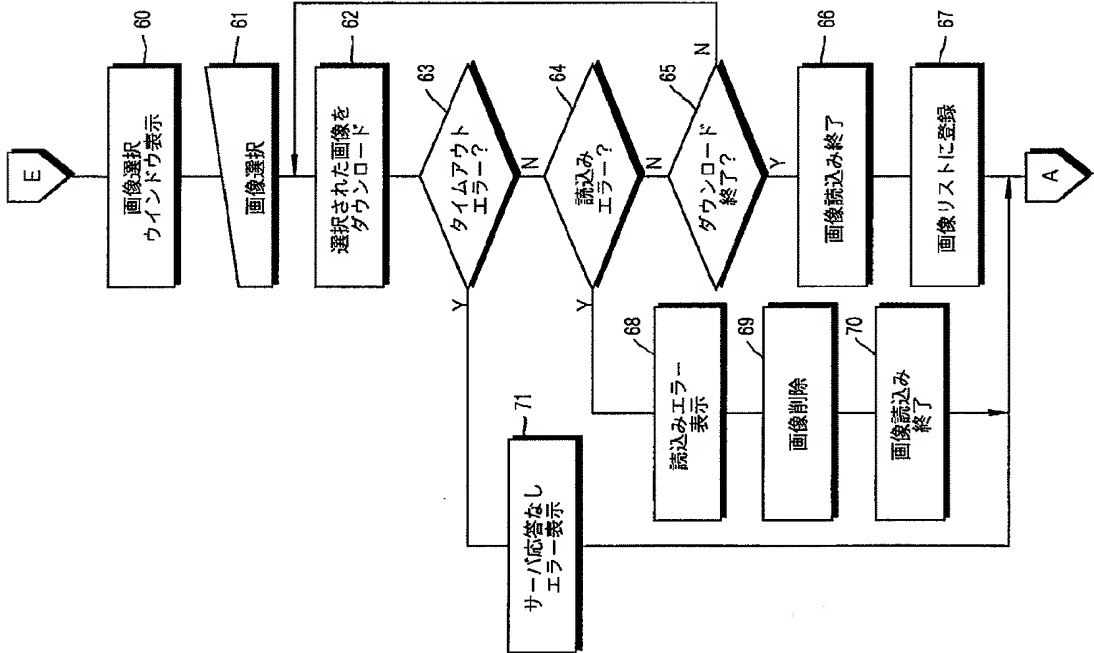 E
60
画像選択
ウインドウ表示
61
画像選択
62
選択された画像を
ダウンロード
63
タイムアウト
エラー?
Y
N
64
読込み
エラー?
Y
N
65
ダウンロード
終了?
N
Y
66
画像読込み終了
67
画像リストに登録
68
読込みエラー
表示
69
画像削除
70
画像読込み
終了
71
サーバ応答なし
エラー表示
A